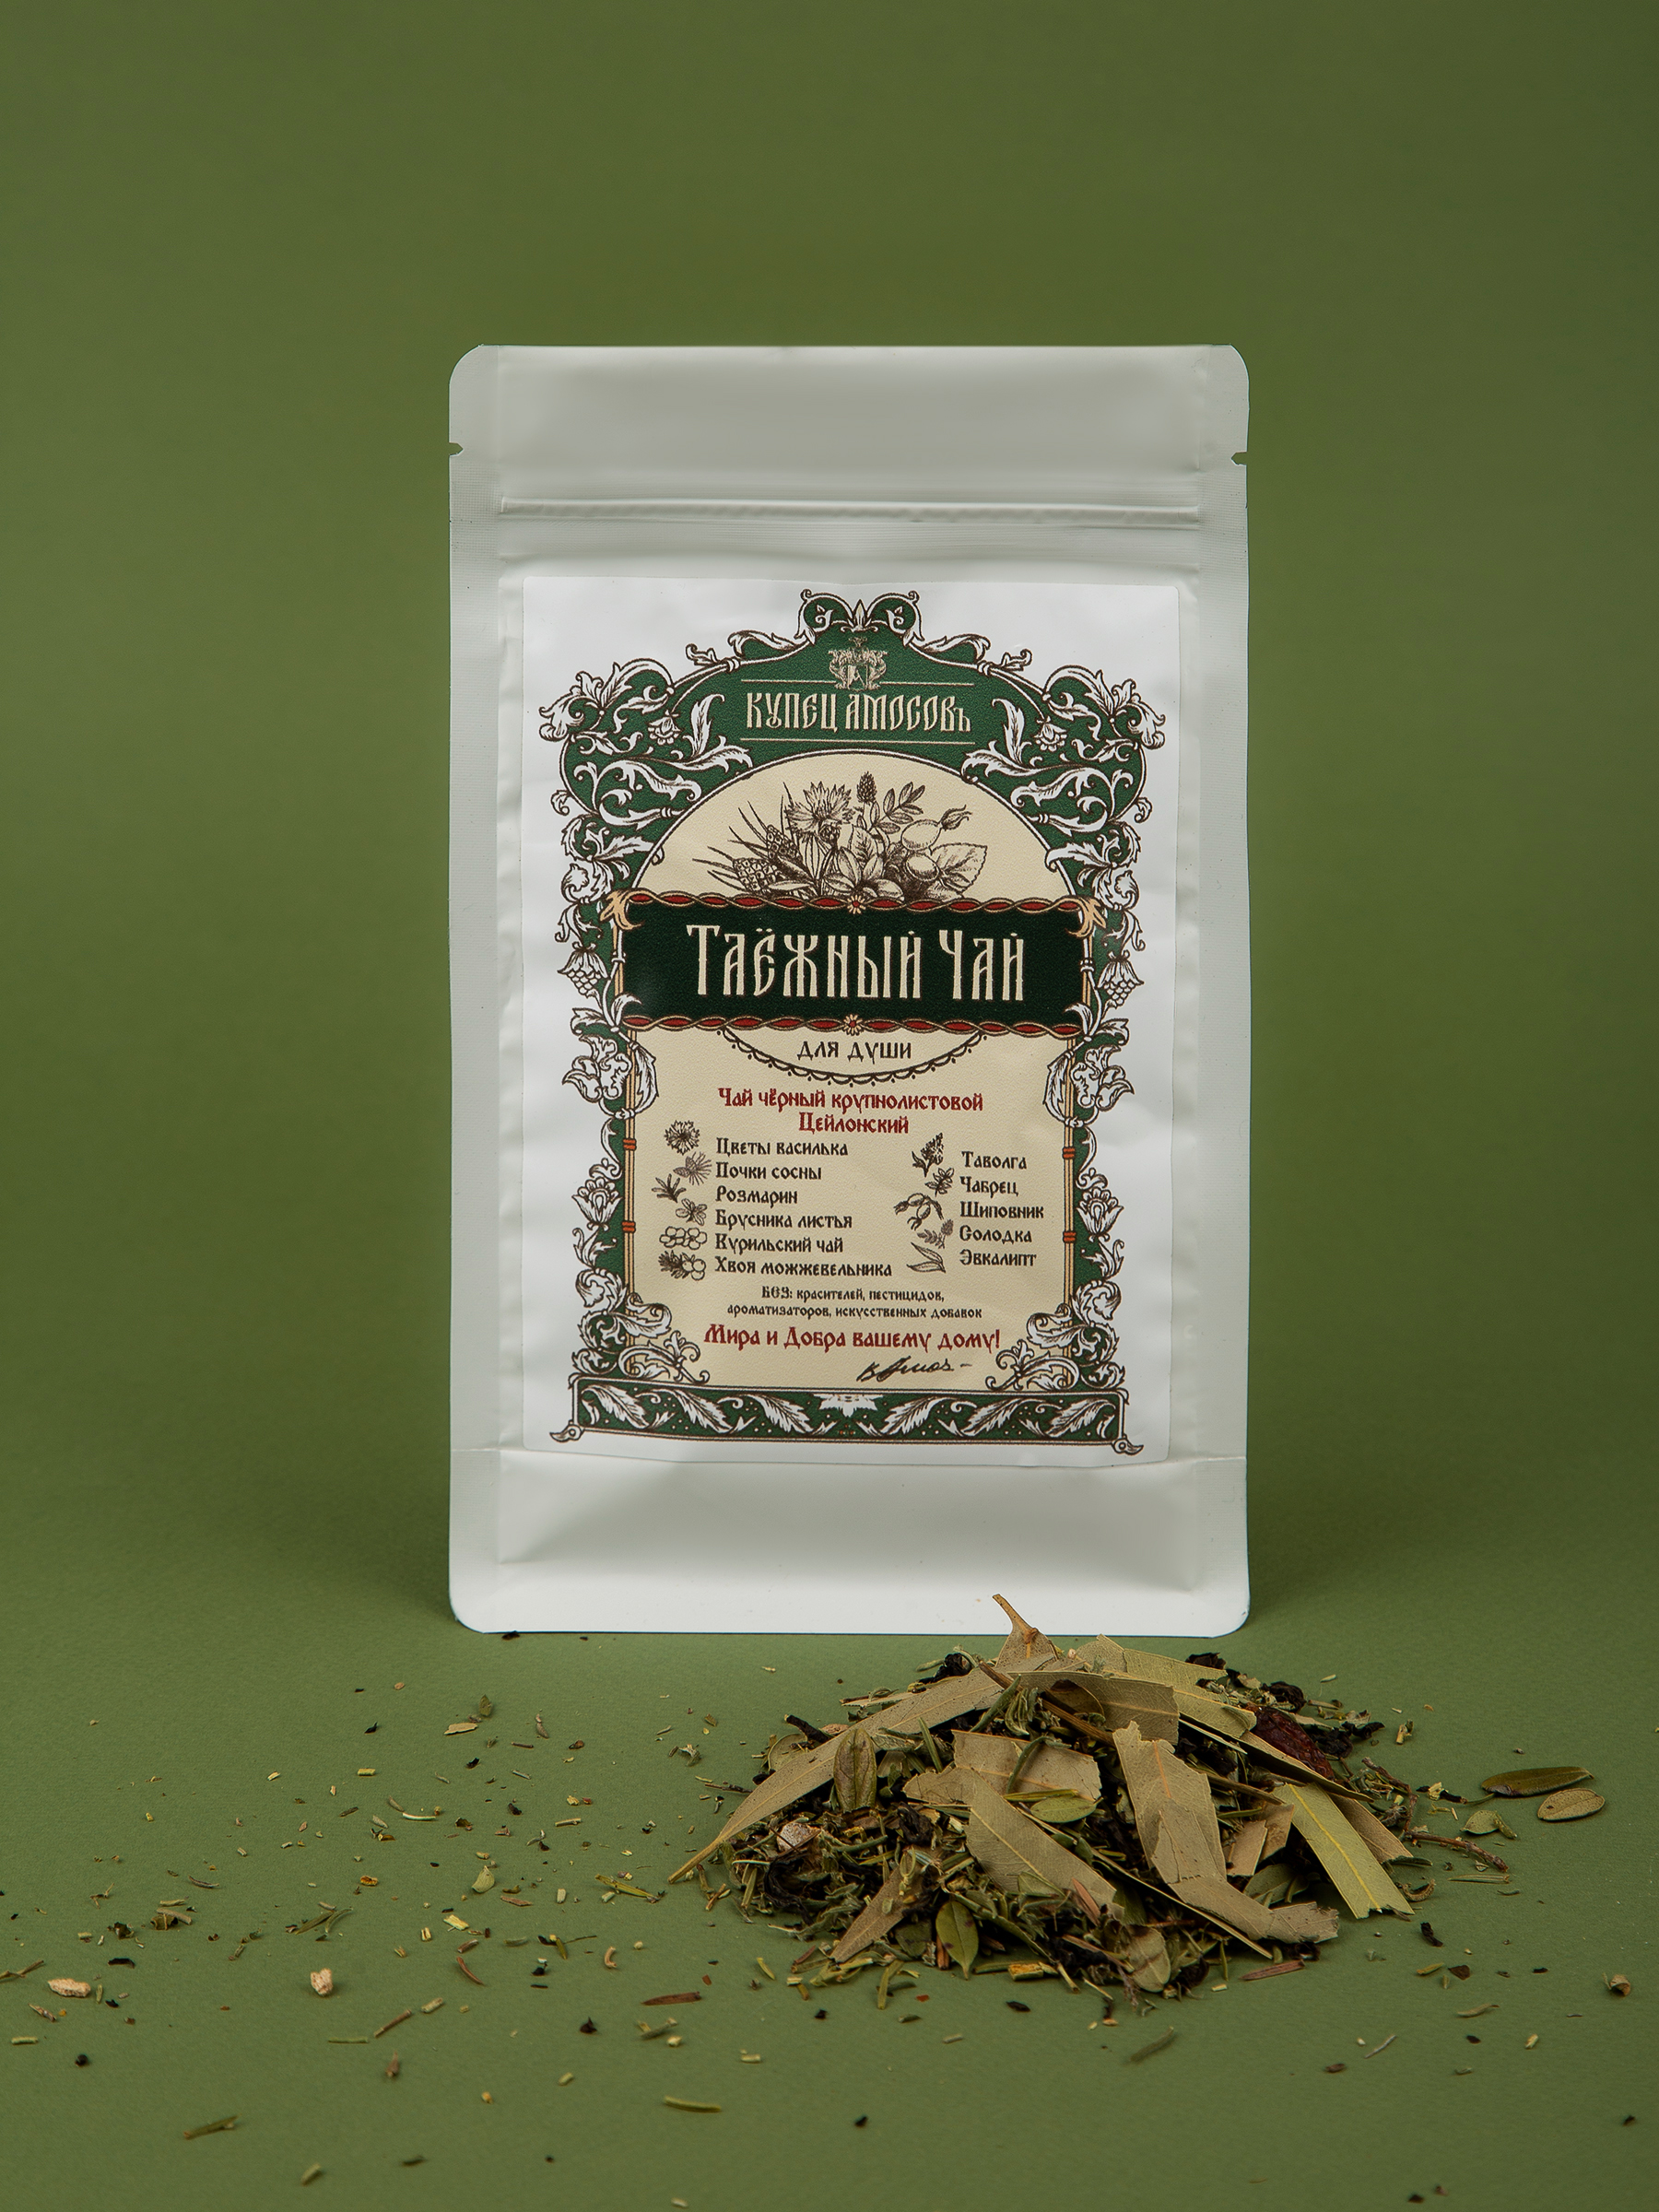 КУПЕЦ АМОСОВЪ
ТАЁЖНЫЙ ЧАЙ
ДЛЯ ДУШИ
Чай чёрный крупнолистовой
Цейлонский
Цветы василька
Почки сосны
Розмарин
Брусника листья
Курильский чай
Хвоя можжевельника
Таволга
Чабрец
Шиповник
Солодка
Эвкалипт
БЕЗ: красителей, пестицидов,
ароматизаторов, искусственных добавок
Мира и Добра вашему дому!